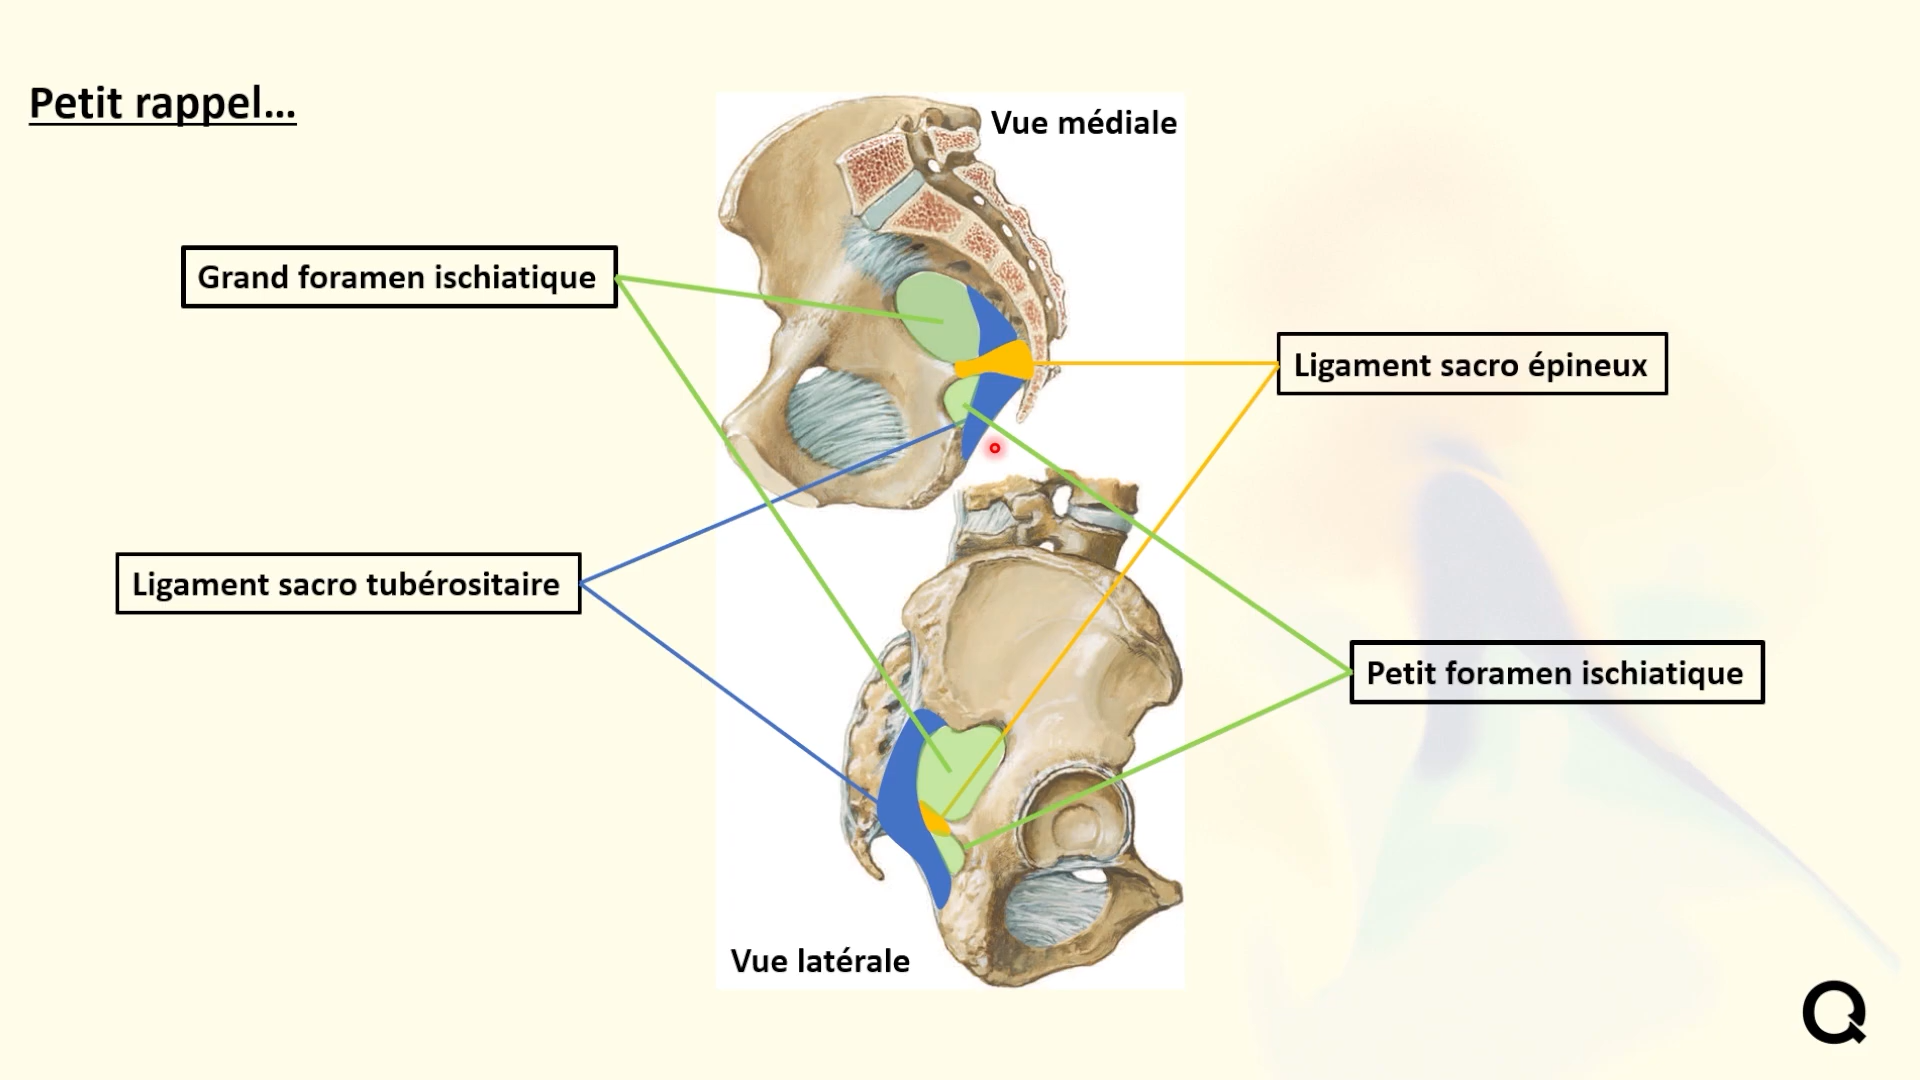 Petit rappel...
Vue médiale
Grand foramen ischiatique
Ligament sacro épineux
Ligament sacro tubérositaire
Petit foramen ischiatique
Vue latérale